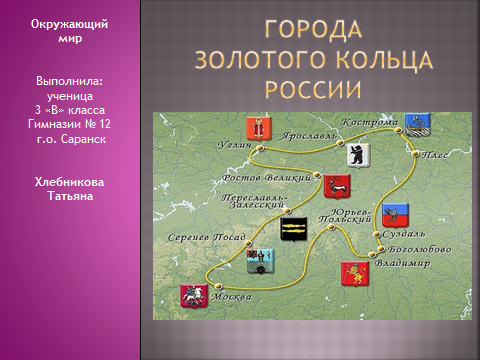 Окружающий
мир
Выполнила:
ученица
3 «В» класса
Гимназии № 12
г.о. Саранск
Хлебникова
Татьяна
ГОРОДА
ЗОЛОТОГО КОЛЬЦА
РОССИИ
Кострома
Ярославль
Углич
Плес
Ростов Великий
Переславль-
Залесский
Юрьев-
Польский
Суздаль
Сергиев Посад
Боголюбово
Владимир
Москва